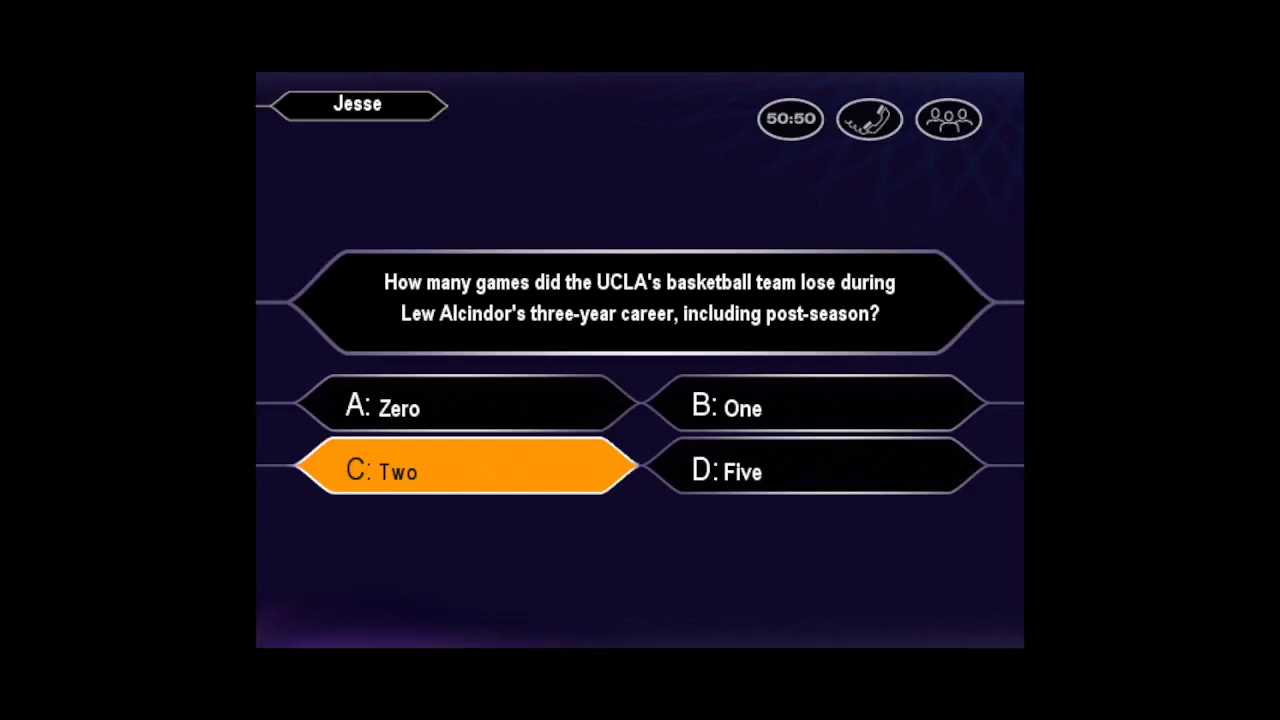 Jesse
50:50
How many games did the UCLA's basketball team lose during
Lew Alcindor's three-year career, including post-season?
A: Zero
B: One
C: Two
D: Five